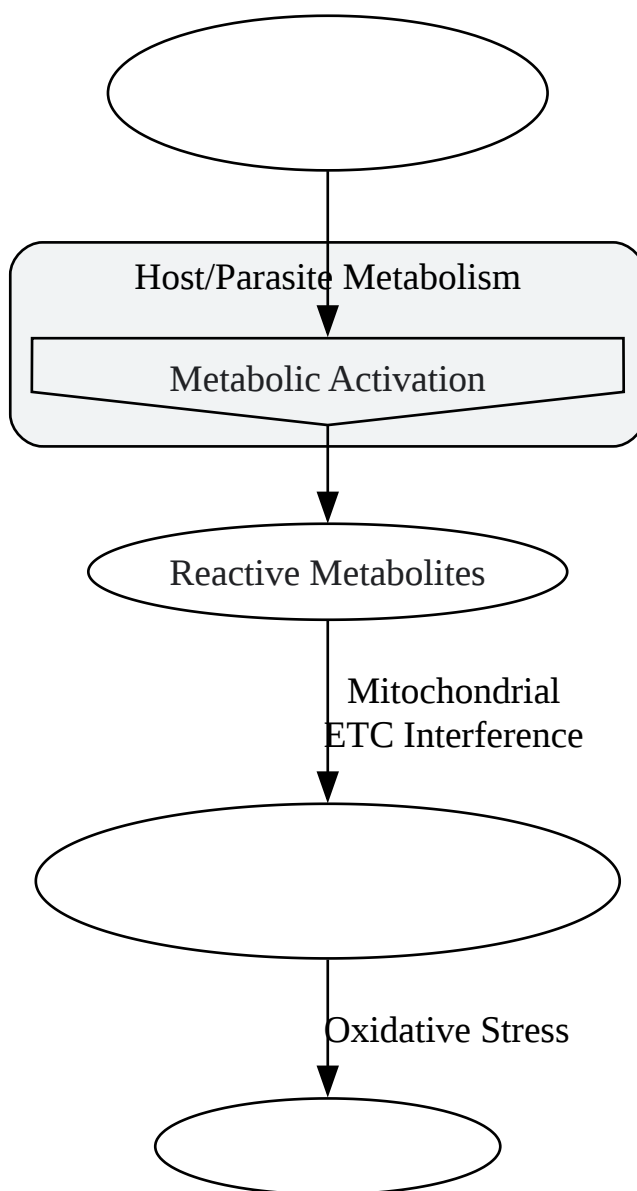 Host/Parasite Metabolism
Metabolic Activation
Reactive Metabolites
Mitochondrial
ETC Interference
Oxidative Stress